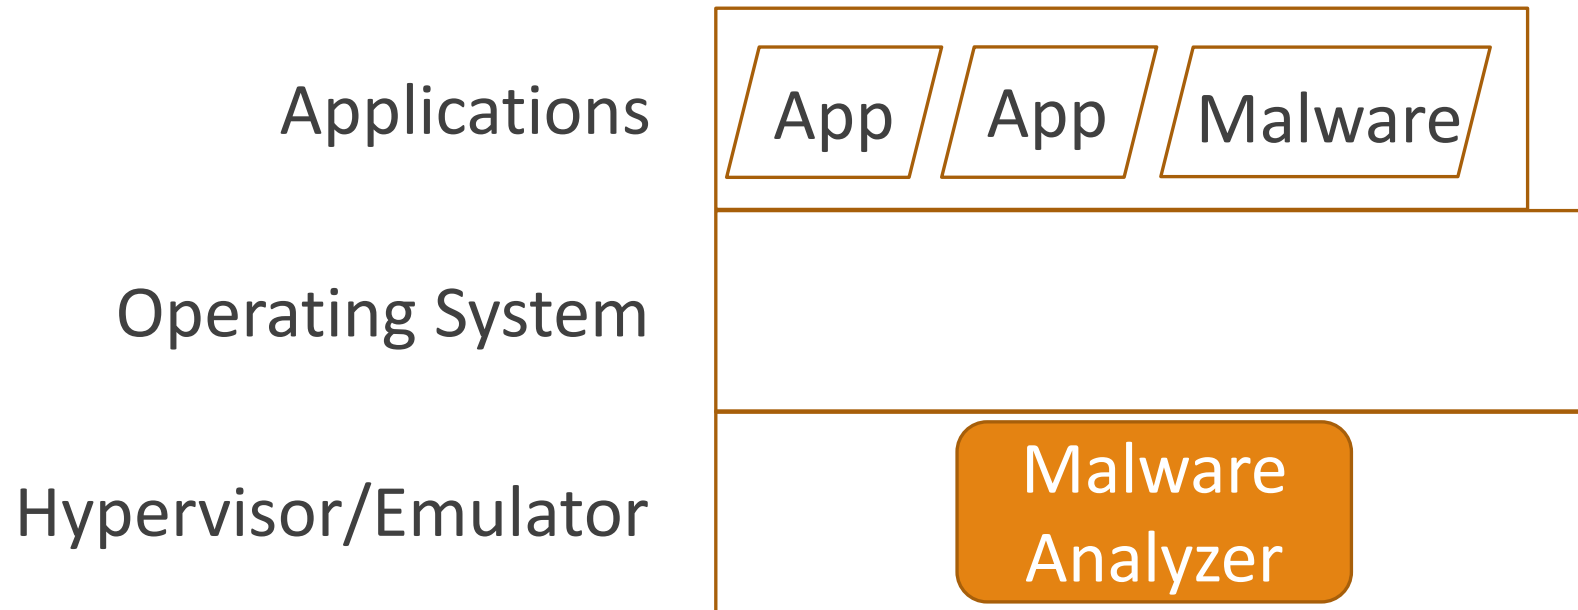 Applications
App
App
Malware
Operating System
Hypervisor/Emulator
Malware
Analyzer